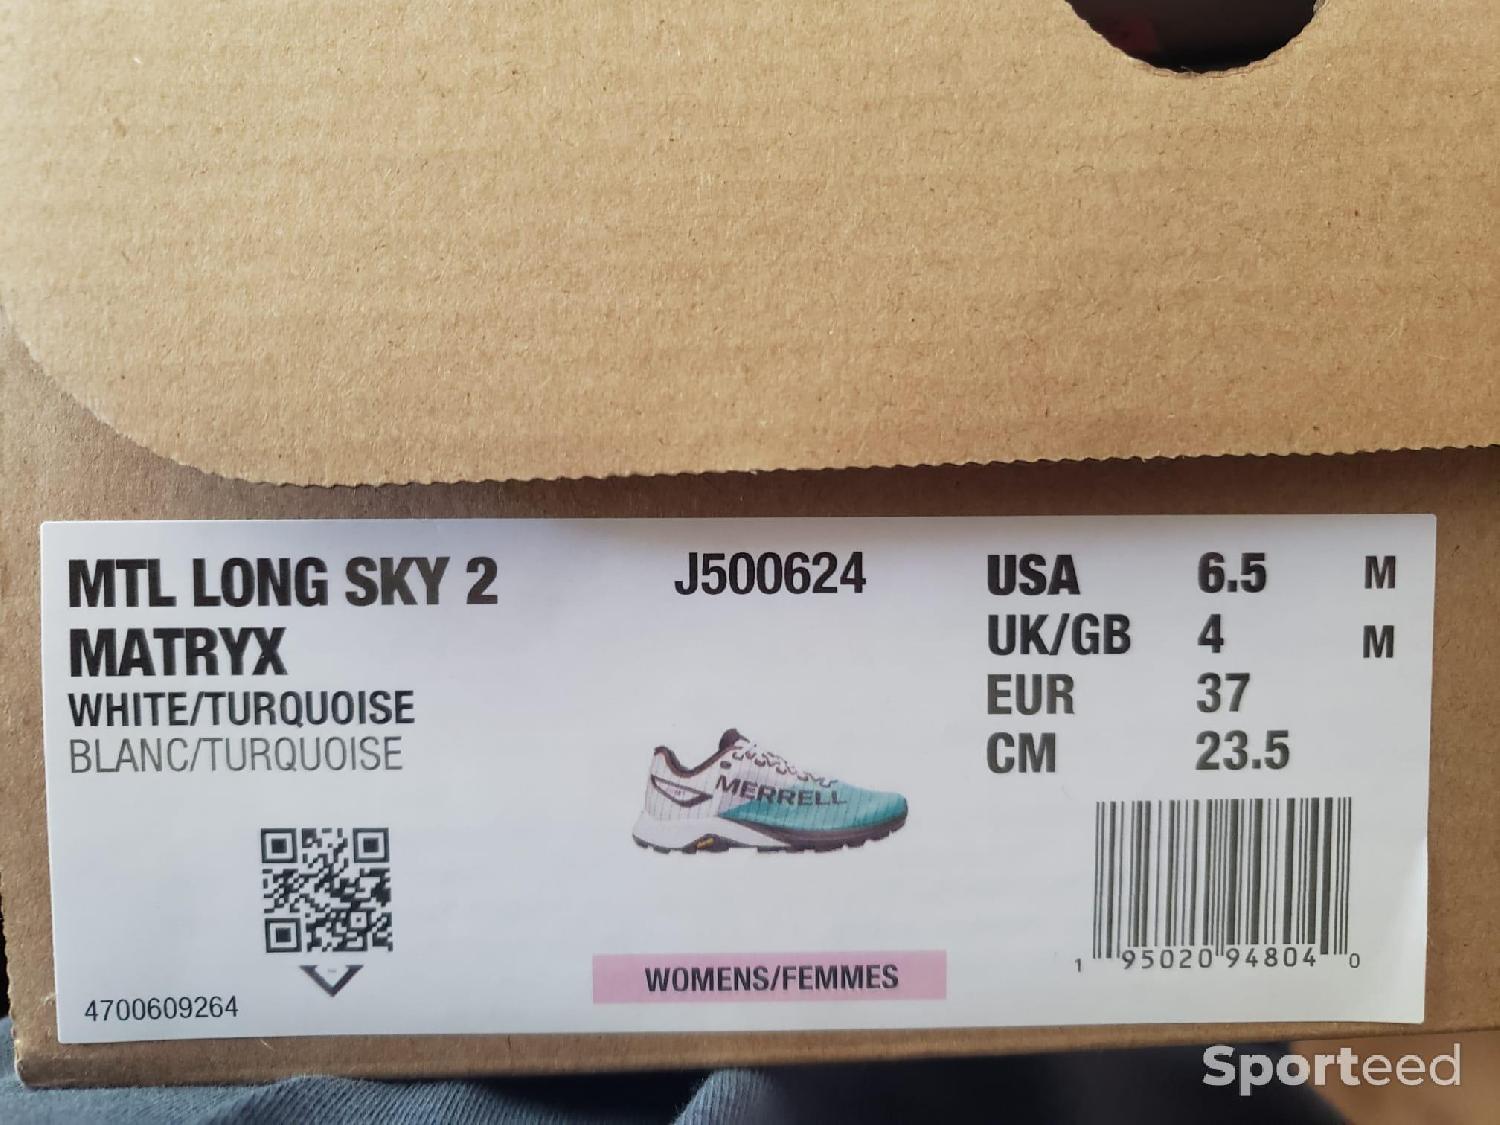 MTL LONG SKY 2
MATRYX
WHITE/TURQUOISE
BLANC/TURQUOISE
4700609264
J500624
MERRELL
WOMENS/FEMMES
USA 6.5 M
UK/GB 4 M
EUR 37
CM 23.5
1 95020 94804 0
Sporteed